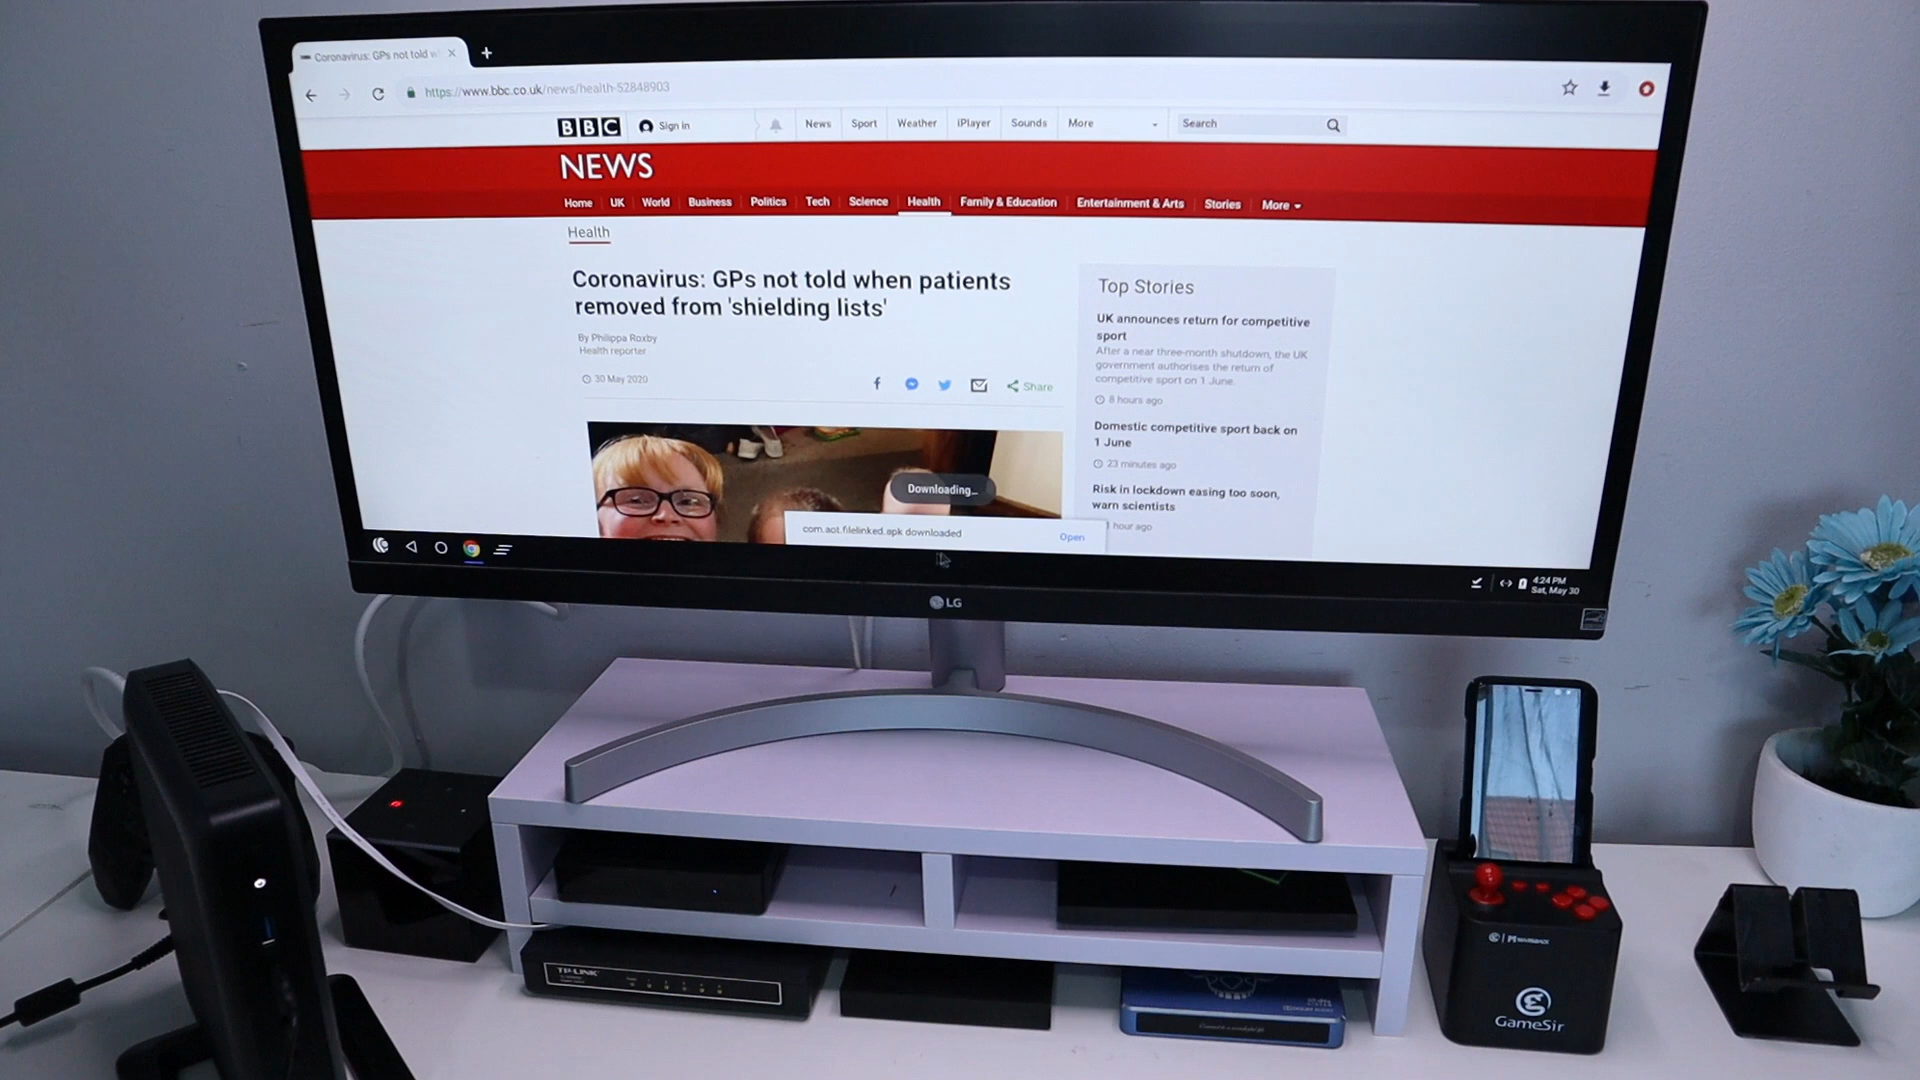 Coronavirus: GPs not told w
https://www.bbc.co.uk/news/health-52848903
BBC Sign in News Sport Weather iPlayer Sounds More Search
NEWS
Home UK World Business Politics Tech Science Health Family & Education Entertainment & Arts Stories More
Health
Coronavirus: GPs not told when patients
removed from 'shielding lists'
By Philippa Roxby
Health reporter
30 May 2020
Share
Top Stories
UK announces return for competitive
sport
After a near three-month shutdown, the UK
government authorises the return of
competitive sport on 1 June.
8 hours ago
Domestic competitive sport back on
1 June
23 minutes ago
Risk in lockdown easing too soon,
warn scientists
1 hour ago
Downloading...
com.aot.filelinked.apk downloaded Open
4:24 PM
Sat, May 30
LG
TP-LINK
GameSir